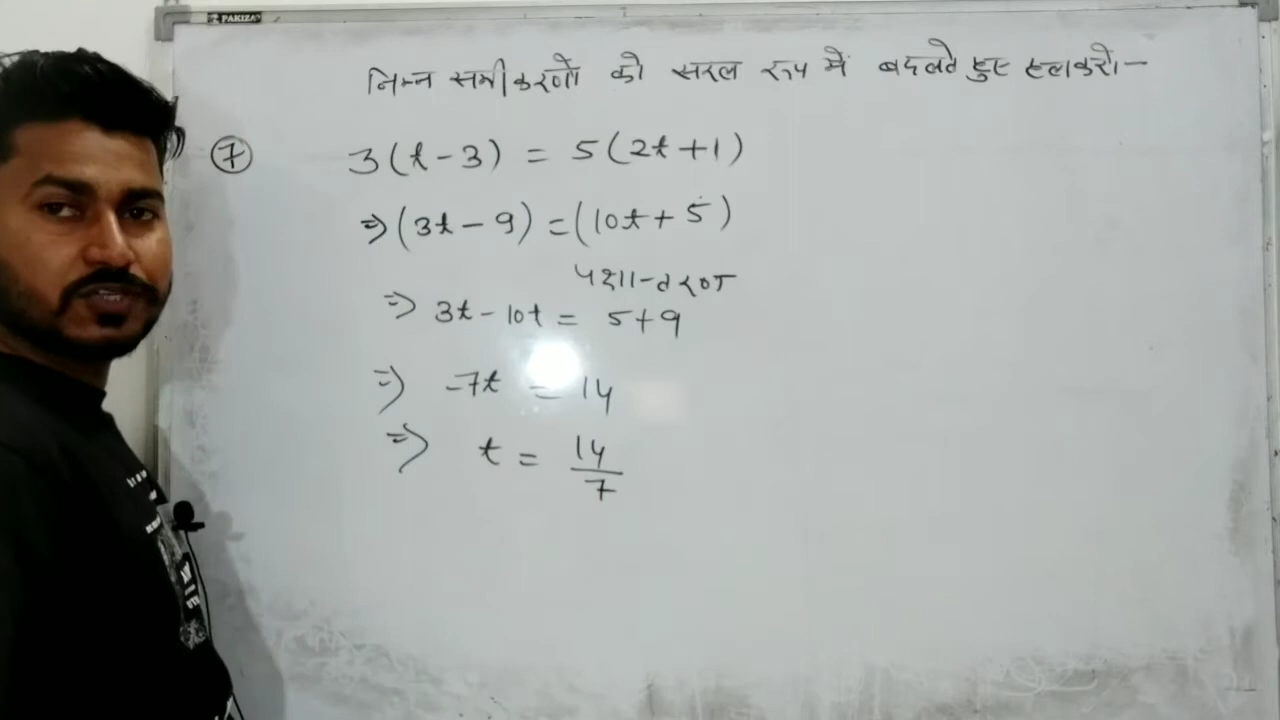 PAKIZA
निम्न समीकरणों को सरल रूप में बदलते हुए हल करो-
7 3(t-3) = 5(2t+1)
⇒ (3t-9) = (10t+5)
पक्षान्तरण
⇒ 3t-10t = 5+9
⇒ -7t = 14
⇒ t = 14/7